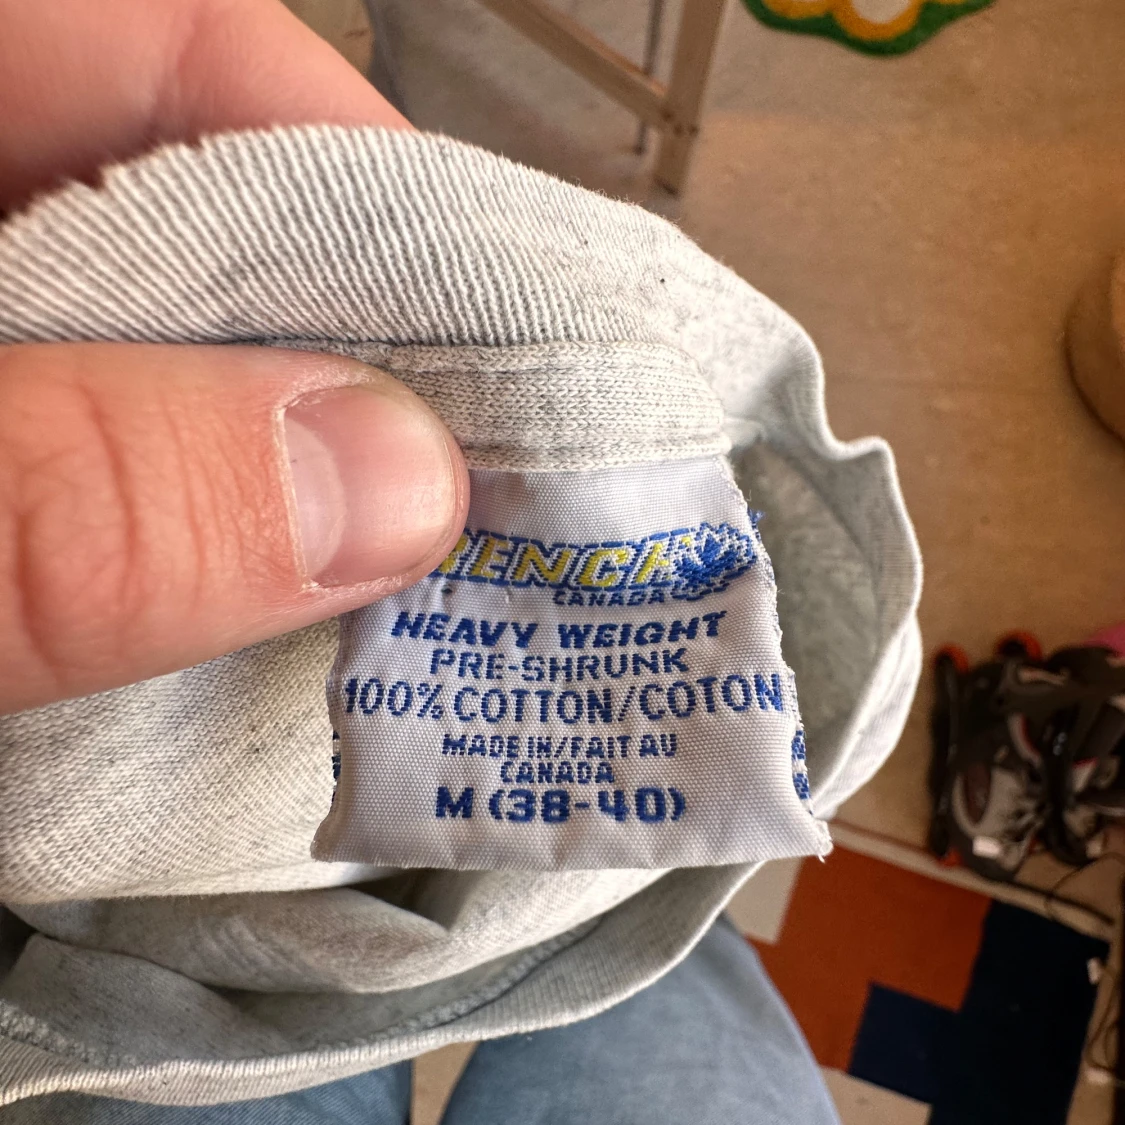 CANADA
HEAVY WEIGHT
PRE-SHRUNK
100% COTTON/COTON
MADE IN/FAIT AU
CANADA
M (38-40)